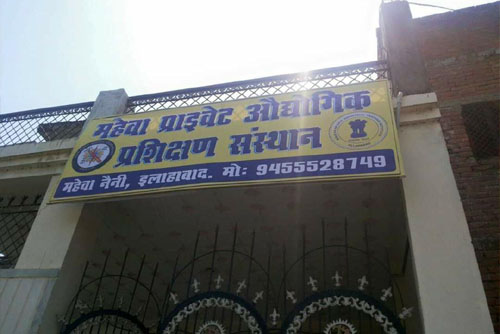 महेवा प्राइवेट औद्योगिक
प्रशिक्षण संस्थान
महेवा नैनी, इलाहावाद. मोः 9455528749